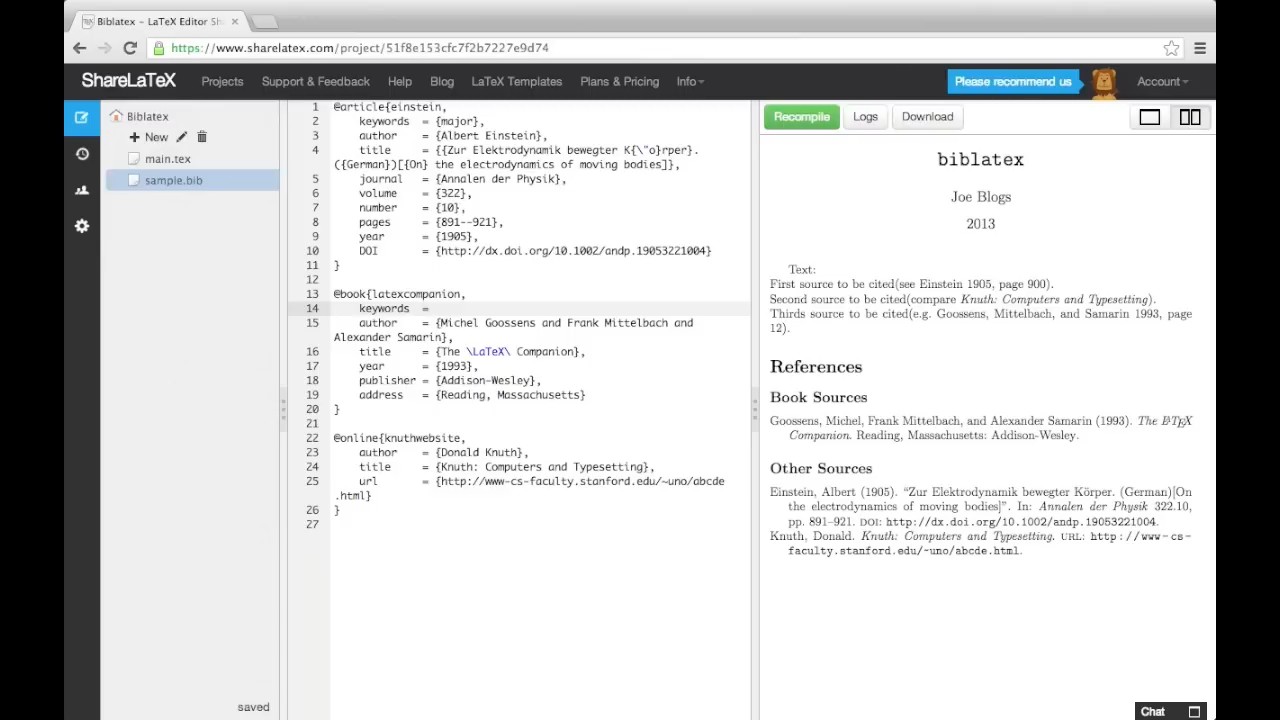 Biblatex - LaTeX Editor Sh
https://www.sharelatex.com/project/51f8e153cfc7f2b7227e9d74
ShareLaTeX Projects Support & Feedback Help Blog LaTeX Templates Plans & Pricing Info Please recommend us Account
Biblatex
New
main.tex
sample.bib
saved
1 @article{einstein,
2 keywords = {major},
3 author = {Albert Einstein},
4 title = {{Zur Elektrodynamik bewegter K{\"o}rper}.
({German})[{On} the electrodynamics of moving bodies]},
5 journal = {Annalen der Physik},
6 volume = {322},
7 number = {10},
8 pages = {891--921},
9 year = {1905},
10 DOI = {http://dx.doi.org/10.1002/andp.19053221004}
11 }
12
13 @book{latexcompanion,
14 keywords =
15 author = {Michel Goossens and Frank Mittelbach and
Alexander Samarin},
16 title = {The \LaTeX\ Companion},
17 year = {1993},
18 publisher = {Addison-Wesley},
19 address = {Reading, Massachusetts}
20 }
21
22 @online{knuthwebsite,
23 author = {Donald Knuth},
24 title = {Knuth: Computers and Typesetting},
25 url = {http://www-cs-faculty.stanford.edu/~uno/abcde
.html}
26 }
27
Recompile Logs Download
biblatex
Joe Blogs
2013
Text:
First source to be cited(see Einstein 1905, page 900).
Second source to be cited(compare Knuth: Computers and Typesetting).
Thirds source to be cited(e.g. Goossens, Mittelbach, and Samarin 1993, page
12).
References
Book Sources
Goossens, Michel, Frank Mittelbach, and Alexander Samarin (1993). The LaTeX
Companion. Reading, Massachusetts: Addison-Wesley.
Other Sources
Einstein, Albert (1905). “Zur Elektrodynamik bewegter Körper. (German)[On
the electrodynamics of moving bodies]”. In: Annalen der Physik 322.10,
pp. 891–921. DOI: http://dx.doi.org/10.1002/andp.19053221004.
Knuth, Donald. Knuth: Computers and Typesetting. URL: http://www-cs-
faculty.stanford.edu/~uno/abcde.html.
Chat